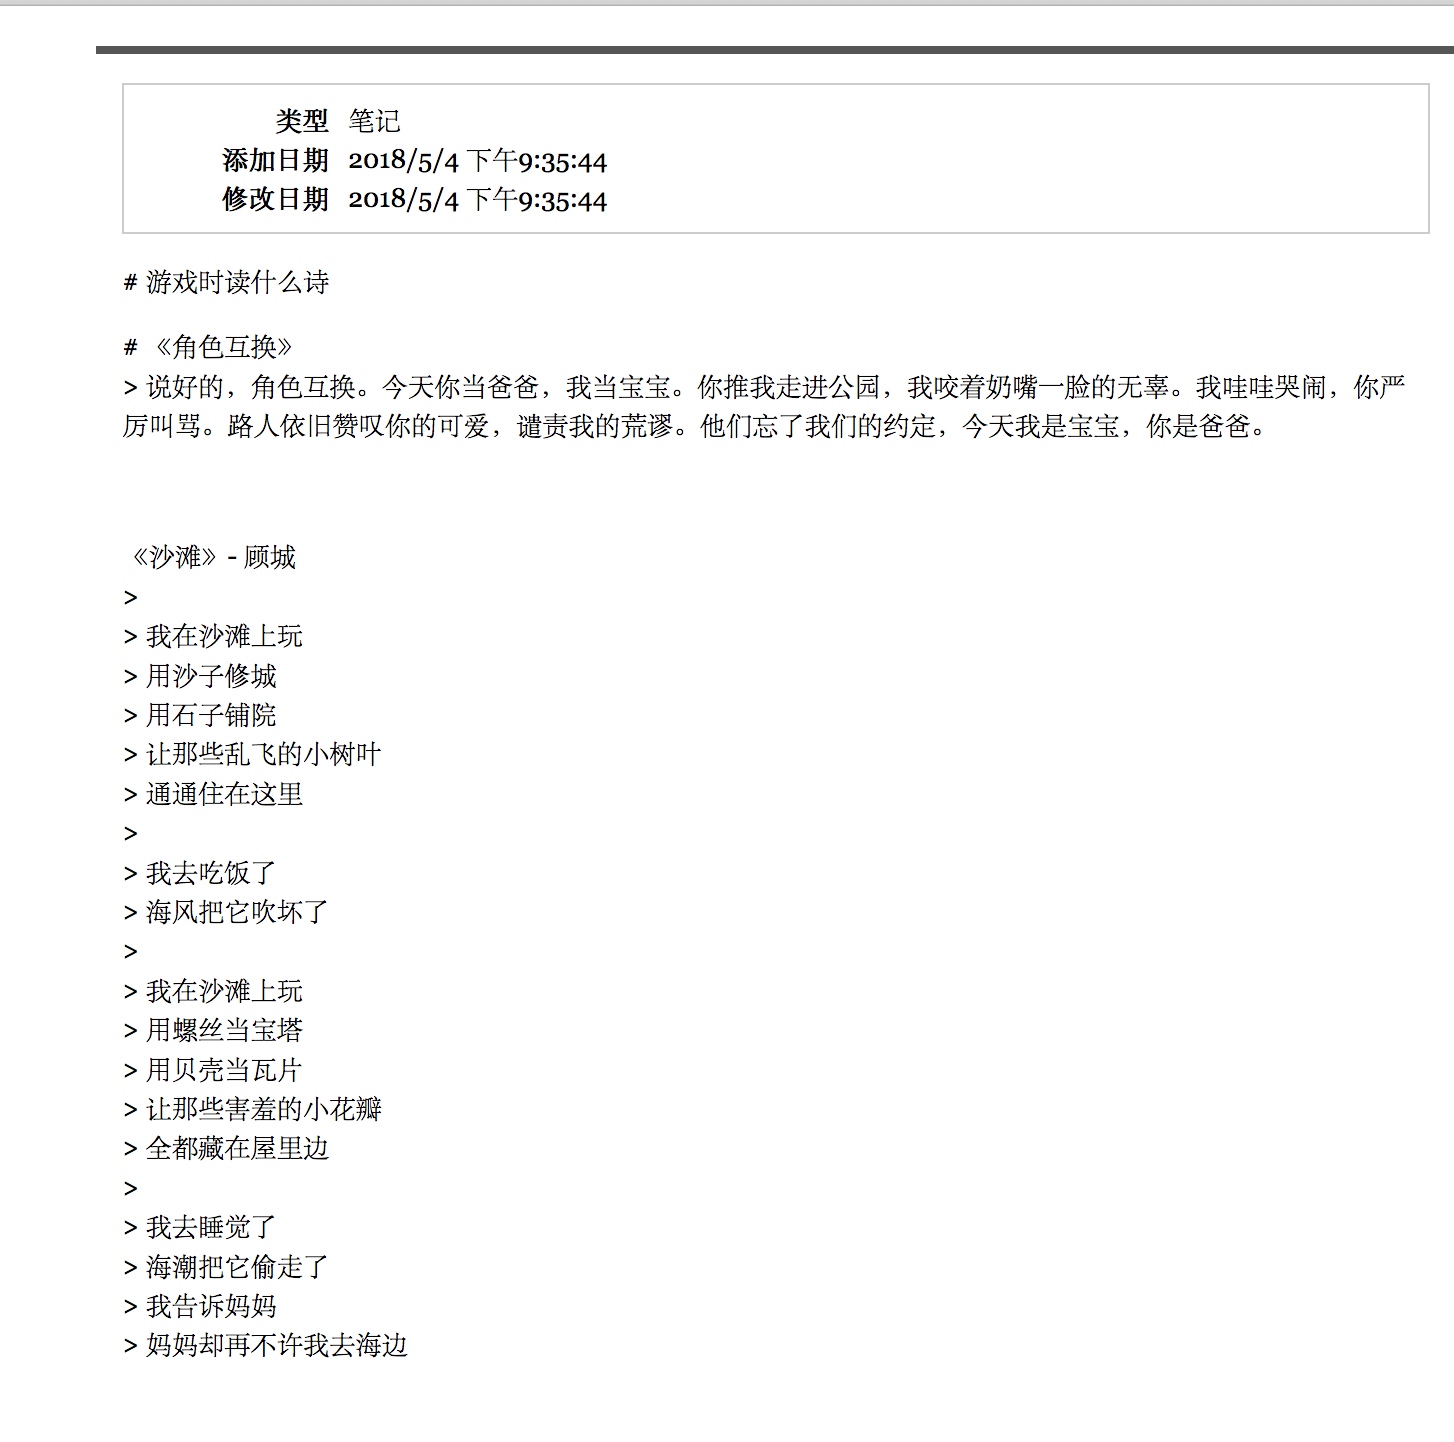 类型 笔记
添加日期 2018/5/4 下午9:35:44
修改日期 2018/5/4 下午9:35:44
# 游戏时读什么诗
# 《角色互换》
> 说好的，角色互换。今天你当爸爸，我当宝宝。你推我走进公园，我咬着奶嘴一脸的无辜。我哇哇哭闹，你严
厉叫骂。路人依旧赞叹你的可爱，谴责我的荒谬。他们忘了我们的约定，今天我是宝宝，你是爸爸。
《沙滩》- 顾城
>
> 我在沙滩上玩
> 用沙子修城
> 用石子铺院
> 让那些乱飞的小树叶
> 通通住在这里
>
> 我去吃饭了
> 海风把它吹坏了
>
> 我在沙滩上玩
> 用螺丝当宝塔
> 用贝壳当瓦片
> 让那些害羞的小花瓣
> 全都藏在屋里边
>
> 我去睡觉了
> 海潮把它偷走了
> 我告诉妈妈
> 妈妈却再不许我去海边